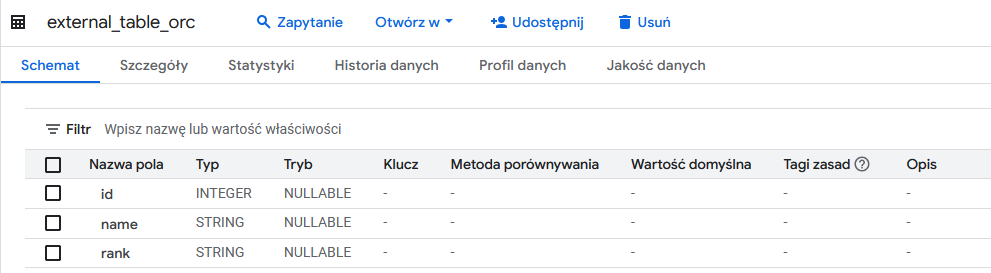 external_table_orc Zapytanie Otwórz w Udostępnij Usuń
Schemat Szczegóły Statystyki Historia danych Profil danych Jakość danych
Filtr Wpisz nazwę lub wartość właściwości
Nazwa pola Typ Tryb Klucz Metoda porównywania Wartość domyślna Tagi zasad ? Opis
id INTEGER NULLABLE - - - - -
name STRING NULLABLE - - - - -
rank STRING NULLABLE - - - - -